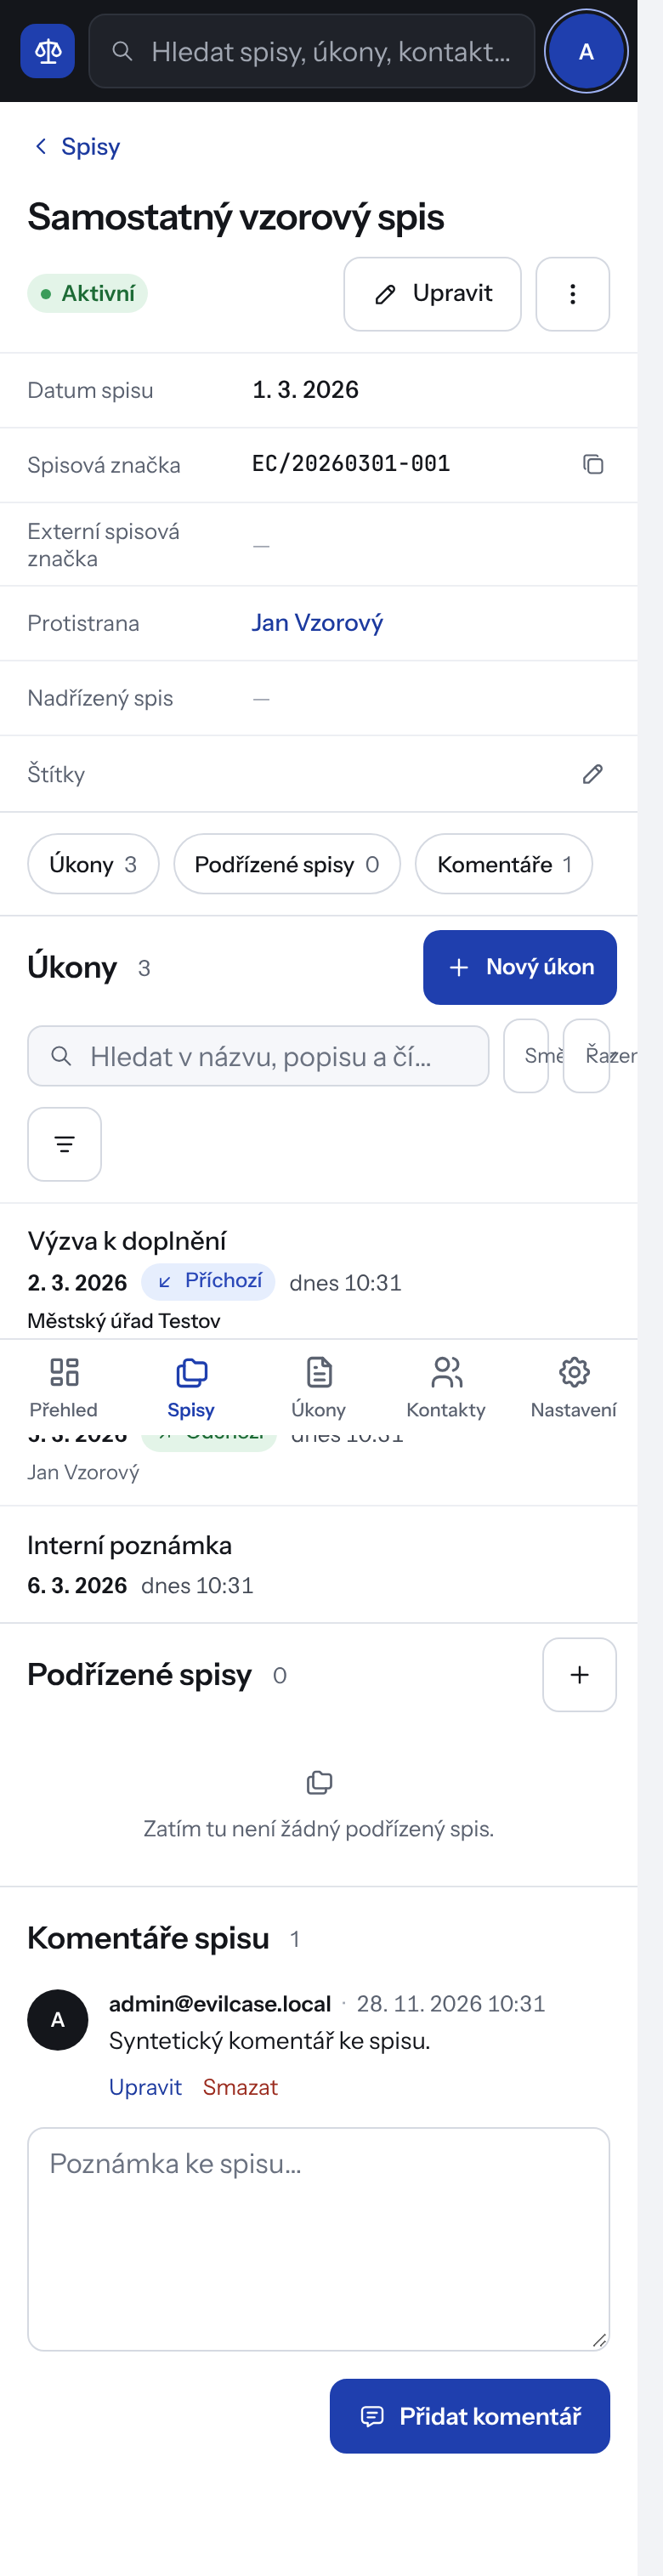 Hledat spisy, úkony, kontakt...
A
Spisy
Samostatný vzorový spis
Aktivní
Upravit
Datum spisu
1. 3. 2026
Spisová značka
EC/20260301-001
Externí spisová
značka
—
Protistrana
Jan Vzorový
Nadřízený spis
—
Štítky
Úkony 3
Podřízené spisy 0
Komentáře 1
Úkony 3
Nový úkon
Hledat v názvu, popisu a čí...
Výzva k doplnění
2. 3. 2026 Příchozí dnes 10:31
Městský úřad Testov
Přehled
Spisy
Úkony
Kontakty
Nastavení
dnes 10:31
Jan Vzorový
Interní poznámka
6. 3. 2026 dnes 10:31
Podřízené spisy 0
Zatím tu není žádný podřízený spis.
Komentáře spisu 1
A
admin@evilcase.local · 28. 11. 2026 10:31
Syntetický komentář ke spisu.
Upravit Smazat
Poznámka ke spisu...
Přidat komentář